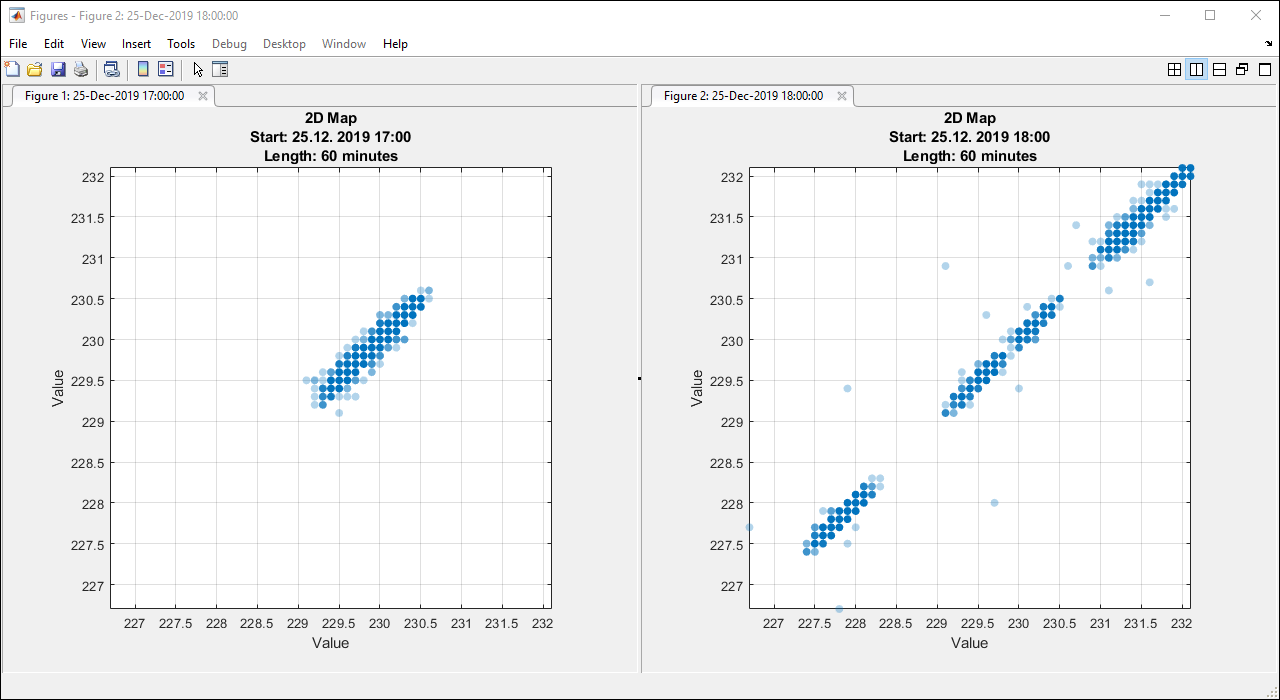 Figures - Figure 2: 25-Dec-2019 18:00:00
File Edit View Insert Tools Debug Desktop Window Help
Figure 1: 25-Dec-2019 17:00:00
2D Map
Start: 25.12. 2019 17:00
Length: 60 minutes
232
231.5
231
230.5
230
229.5
229
228.5
228
227.5
227
Value
227 227.5 228 228.5 229 229.5 230 230.5 231 231.5 232
Value
Figure 2: 25-Dec-2019 18:00:00
2D Map
Start: 25.12. 2019 18:00
Length: 60 minutes
232
231.5
231
230.5
230
229.5
229
228.5
228
227.5
227
Value
227 227.5 228 228.5 229 229.5 230 230.5 231 231.5 232
Value